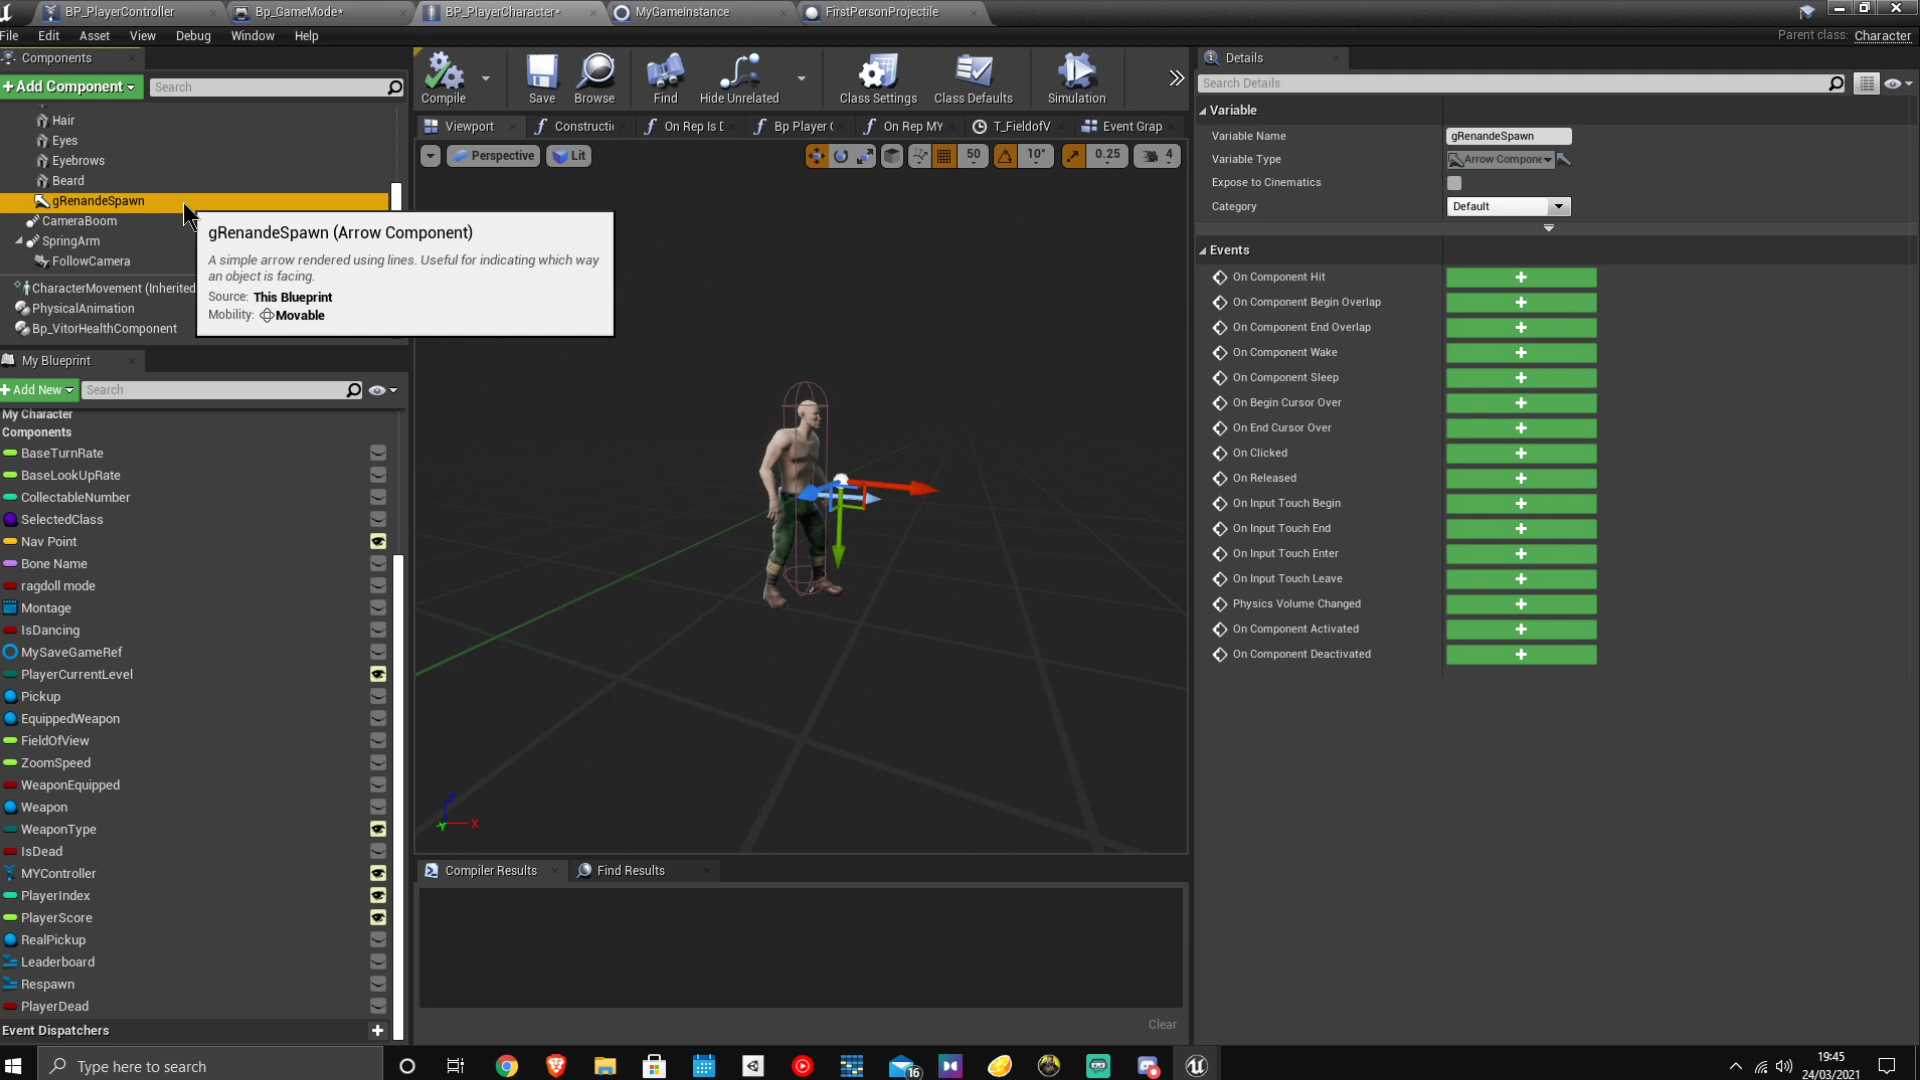 BP_PlayerController
Bp_GameMode*
BP_PlayerCharacter*
MyGameInstance
FirstPersonProjectile
File Edit Asset View Debug Window Help
Parent class: Character
Components
+Add Component
Search
Hair
Eyes
Eyebrows
Beard
gRenandeSpawn
CameraBoom
SpringArm
FollowCamera
CharacterMovement (Inherited
PhysicalAnimation
Bp_VitorHealthComponent
gRenandeSpawn (Arrow Component)
A simple arrow rendered using lines. Useful for indicating which way
an object is facing.
Source: This Blueprint
Mobility: Movable
My Blueprint
+Add New
Search
My Character
Components
BaseTurnRate
BaseLookUpRate
CollectableNumber
SelectedClass
Nav Point
Bone Name
ragdoll mode
Montage
IsDancing
MySaveGameRef
PlayerCurrentLevel
Pickup
EquippedWeapon
FieldOfView
ZoomSpeed
WeaponEquipped
Weapon
WeaponType
IsDead
MYController
PlayerIndex
PlayerScore
RealPickup
Leaderboard
Respawn
PlayerDead
Event Dispatchers
Compile
Save
Browse
Find
Hide Unrelated
Class Settings
Class Defaults
Simulation
Viewport
Constructi
On Rep Is D
Bp Player C
On Rep MY
T_FieldofV
Event Grap
Perspective
Lit
50
10°
0.25
4
X
Y
Compiler Results
Find Results
Clear
Details
Search Details
Variable
Variable Name
gRenandeSpawn
Variable Type
Arrow Compone
Expose to Cinematics
Category
Default
Events
On Component Hit
On Component Begin Overlap
On Component End Overlap
On Component Wake
On Component Sleep
On Begin Cursor Over
On End Cursor Over
On Clicked
On Released
On Input Touch Begin
On Input Touch End
On Input Touch Enter
On Input Touch Leave
Physics Volume Changed
On Component Activated
On Component Deactivated
Type here to search
16
19:45
24/03/2021